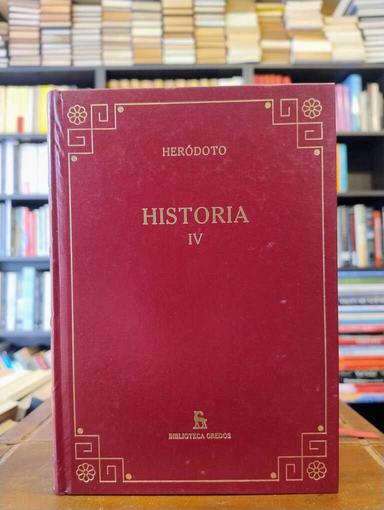 HERÓDOTO
HISTORIA
IV
BIBLIOTECA GREDOS